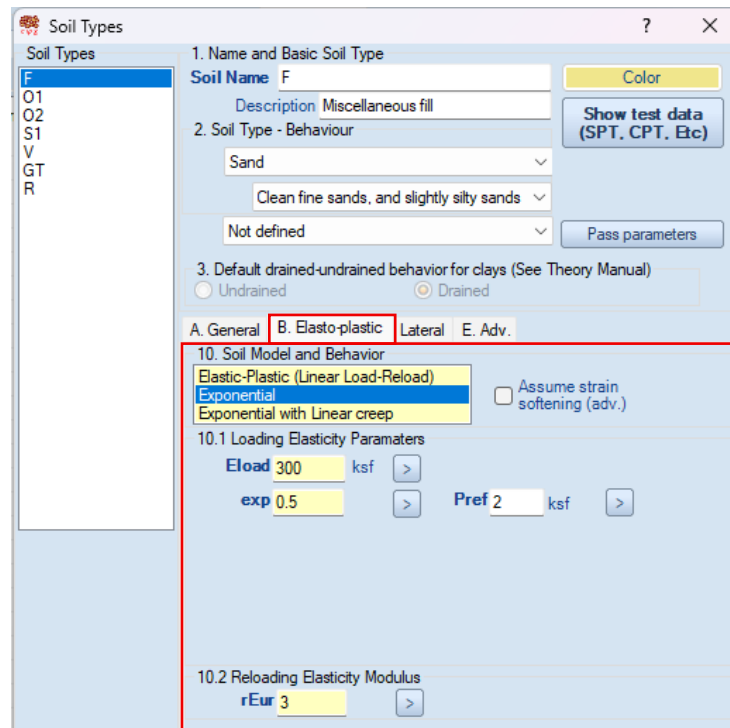 Soil Types ? X
Soil Types
F
O1
O2
S1
V
GT
R
1. Name and Basic Soil Type
Soil Name F
Color
Description Miscellaneous fill
Show test data
(SPT, CPT, Etc)
2. Soil Type - Behaviour
Sand
Clean fine sands, and slightly silty sands
Not defined
Pass parameters
3. Default drained-undrained behavior for clays (See Theory Manual)
Undrained Drained
A. General B. Elasto-plastic Lateral E. Adv.
10. Soil Model and Behavior
Elastic-Plastic (Linear Load-Reload)
Exponential
Exponential with Linear creep
Assume strain
softening (adv.)
10.1 Loading Elasticity Paramaters
Eload 300 ksf >
exp 0.5 > Pref 2 ksf >
10.2 Reloading Elasticity Modulus
rEur 3 >